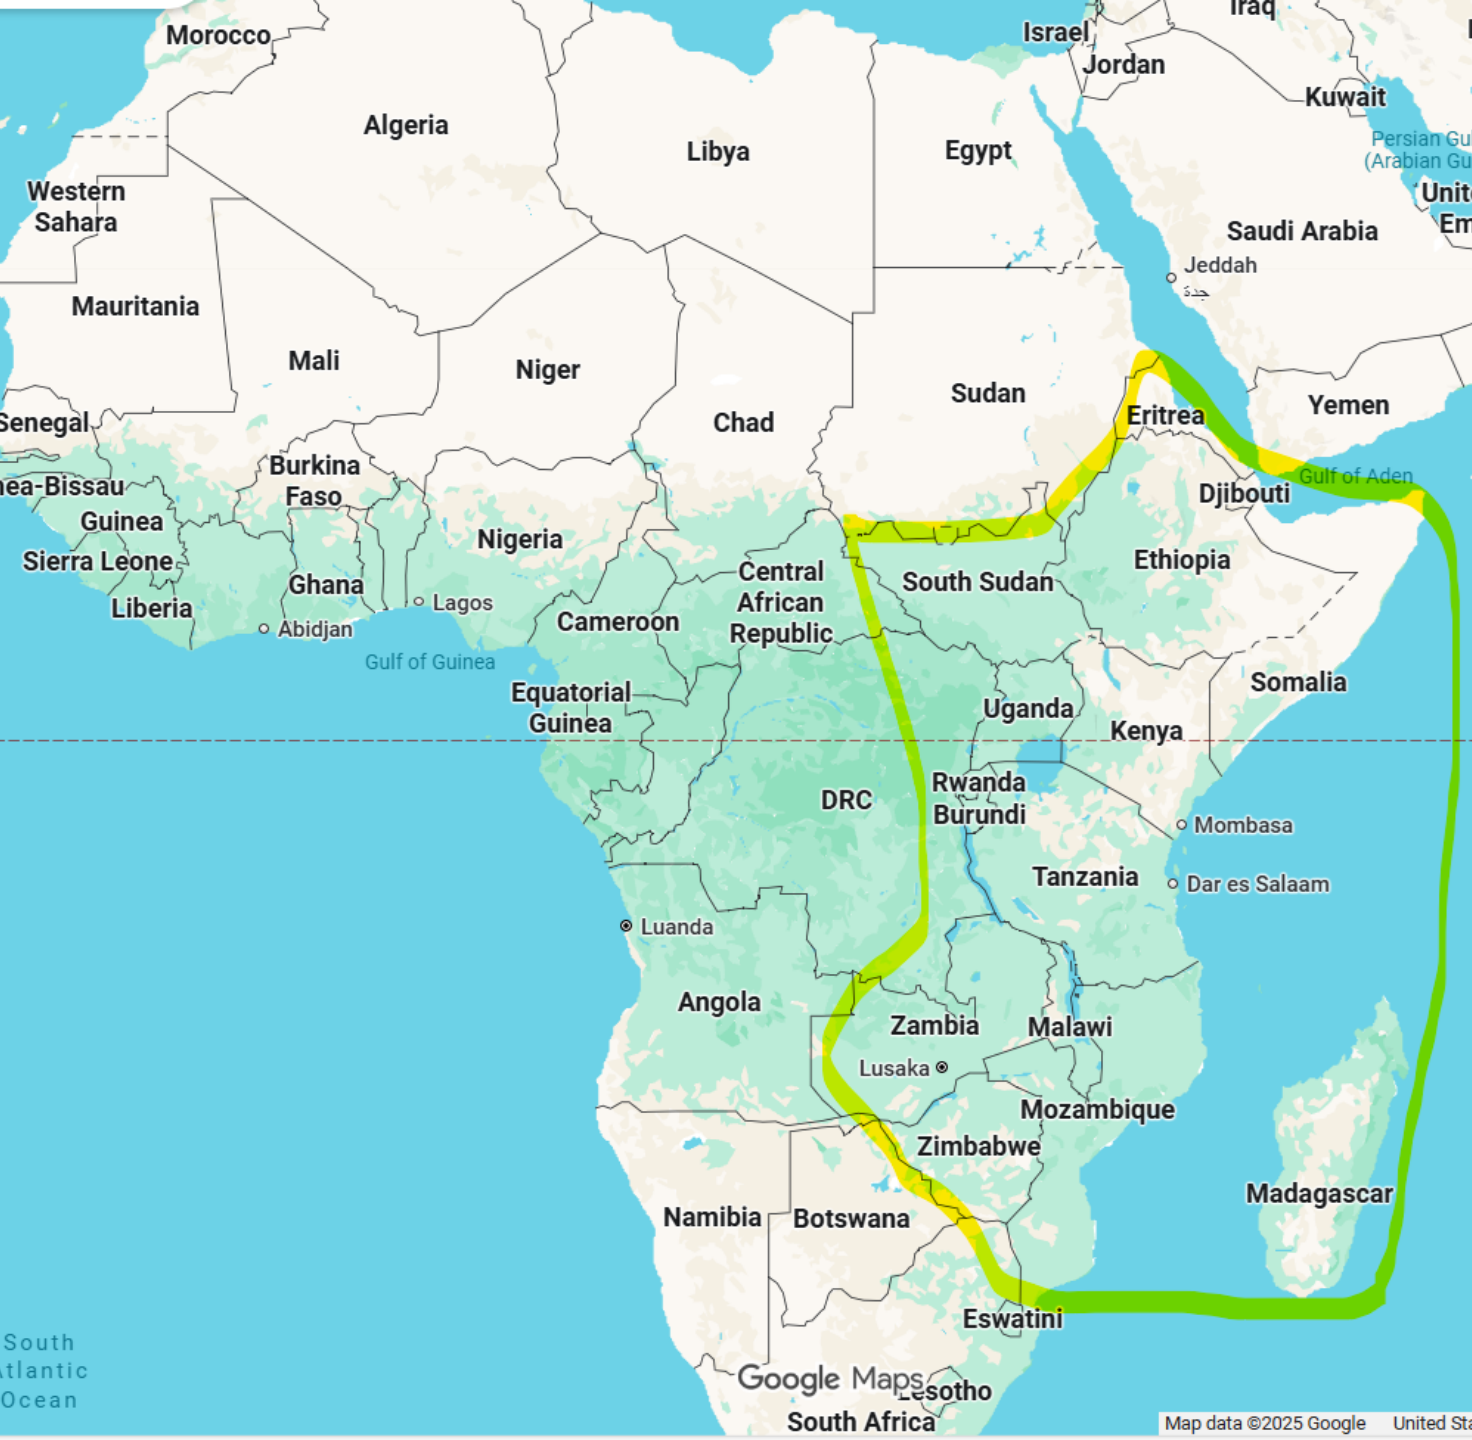 Morocco
Israel
Iraq
Jordan
Kuwait
Algeria
Libya
Egypt
Persian Gu
(Arabian Gu
Western
Sahara
Unite
Em
Saudi Arabia
Jeddah
جدة
Mauritania
Mali
Niger
Chad
Sudan
Eritrea
Yemen
Senegal
Burkina
Faso
Gulf of Aden
Djibouti
nea-Bissau
Guinea
Sierra Leone
Nigeria
Ghana
Liberia
Lagos
Abidjan
Central
African
Republic
South Sudan
Ethiopia
Cameroon
Gulf of Guinea
Equatorial
Guinea
Somalia
Uganda
Kenya
DRC
Rwanda
Burundi
Mombasa
Tanzania
Dar es Salaam
Luanda
Angola
Zambia
Malawi
Lusaka
Mozambique
Zimbabwe
Madagascar
Namibia
Botswana
Eswatini
South
Atlantic
Ocean
Google Maps
Lesotho
South Africa
Map data ©2025 Google
United Sta